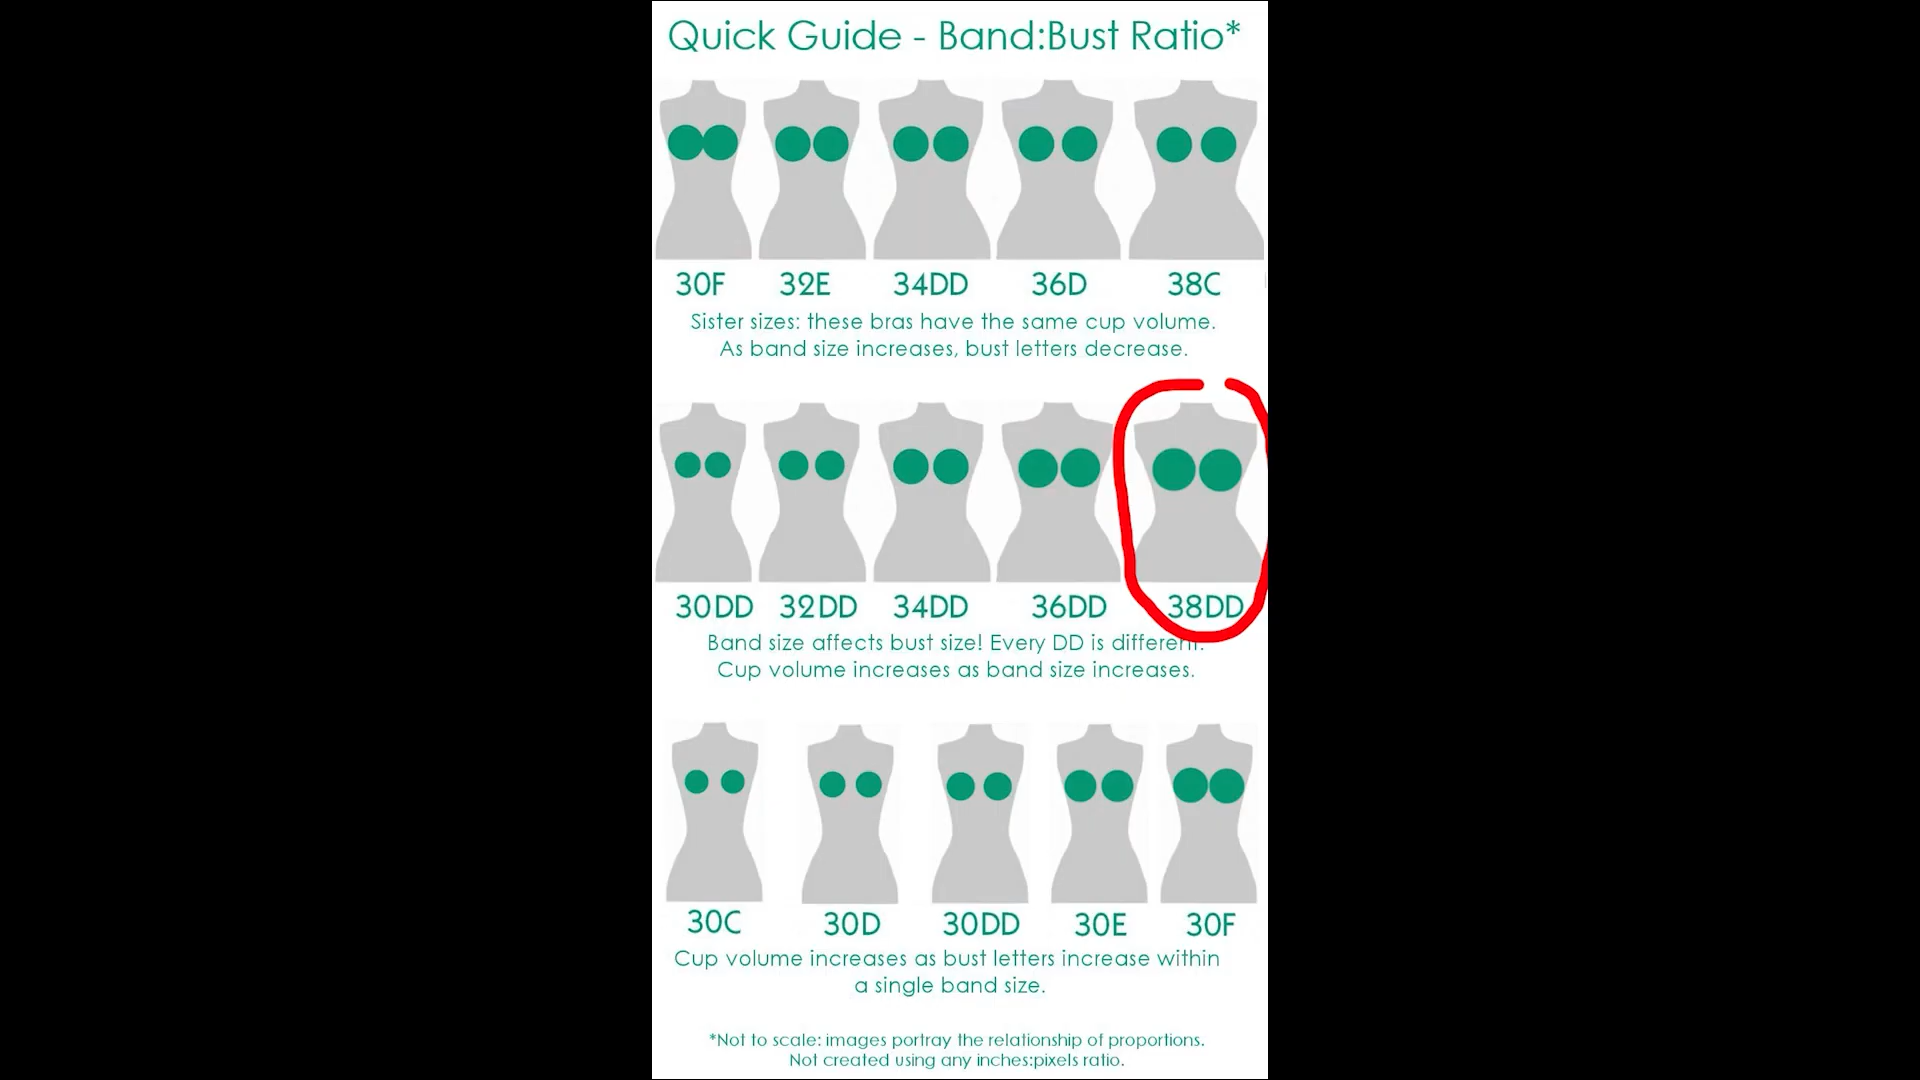 Quick Guide - Band:Bust Ratio*
30F 32E 34DD 36D 38C
Sister sizes: these bras have the same cup volume.
As band size increases, bust letters decrease.
30DD 32DD 34DD 36DD 38DD
Band size affects bust size! Every DD is different.
Cup volume increases as band size increases.
30C 30D 30DD 30E 30F
Cup volume increases as bust letters increase within
a single band size.
*Not to scale: images portray the relationship of proportions.
Not created using any inches:pixels ratio.